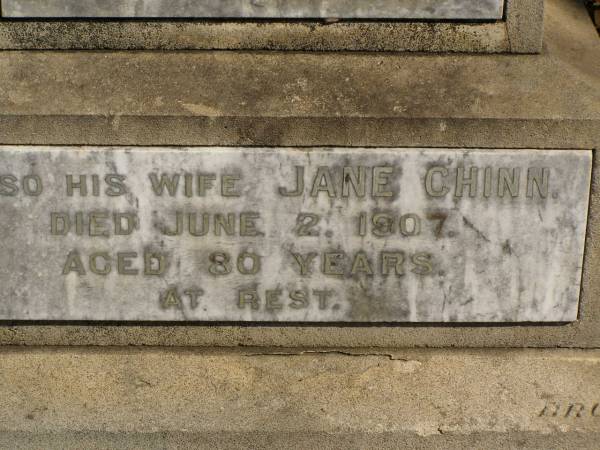 SO HIS WIFE JANE CHINN.
DIED JUNE 2. 1907.
AGED 80 YEARS.
AT REST.